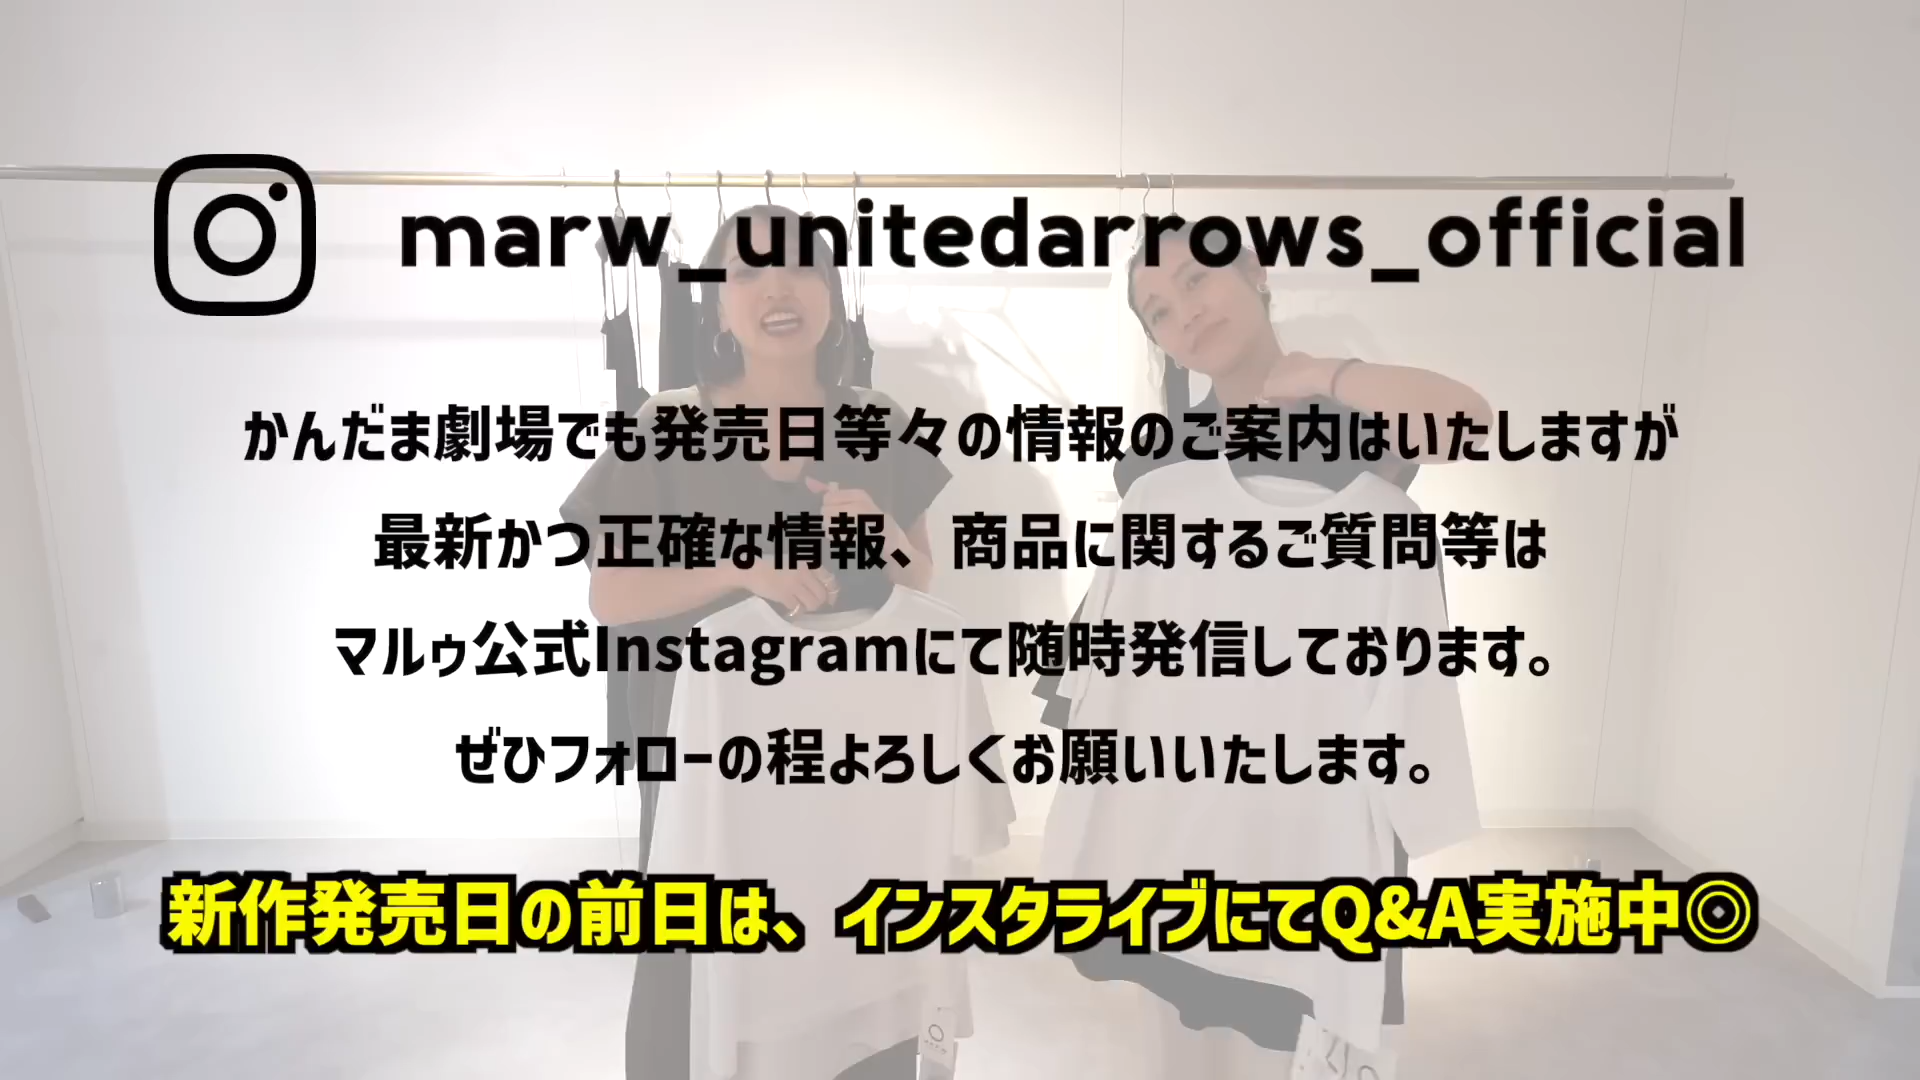 marw_unitedarrows_official
かんだま劇場でも発売日等々の情報のご案内はいたしますが
最新かつ正確な情報、商品に関するご質問等は
マルゥ公式Instagramにて随時発信しております。
ぜひフォローの程よろしくお願いいたします。
新作発売日の前日は、インスタライブにてQ&A実施中◎